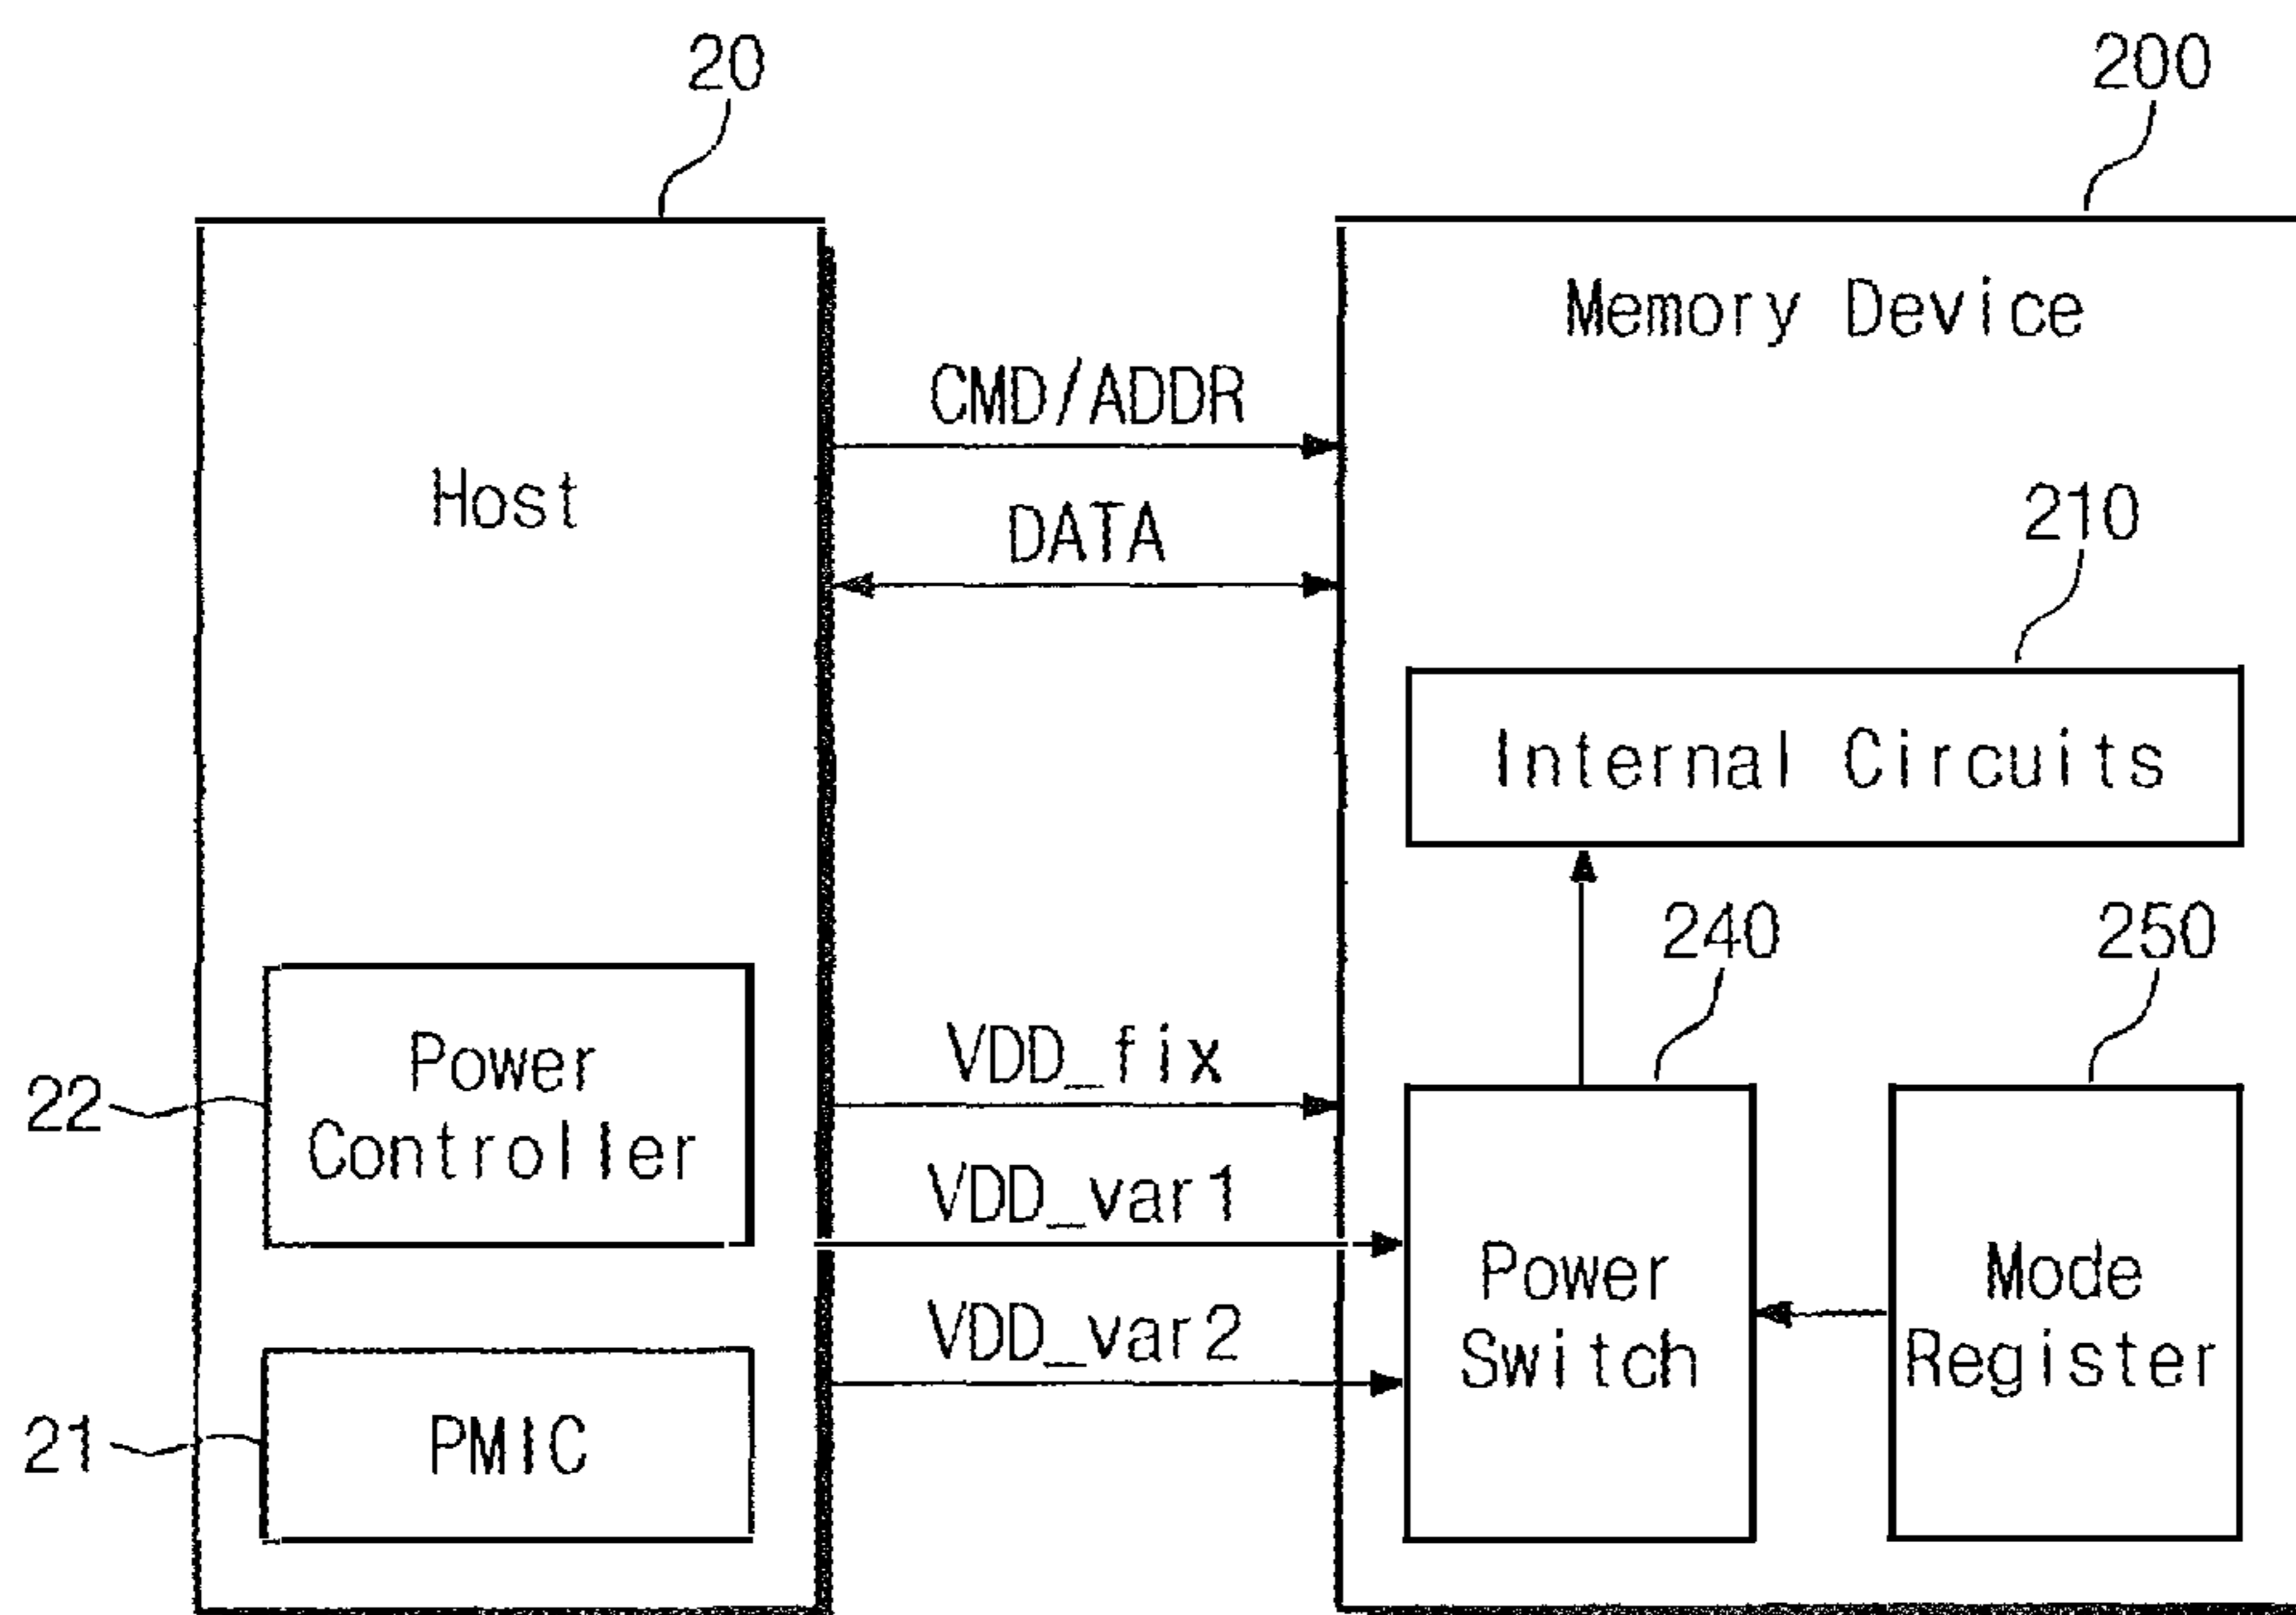 20
200
Memory Device
CMD/ADDR
Host
DATA
210
Internal Circuits
240
250
Power
Controller
22
VDD_fix
VDD_var1
VDD_var2
Power
Switch
Mode
Register
21
PMIC